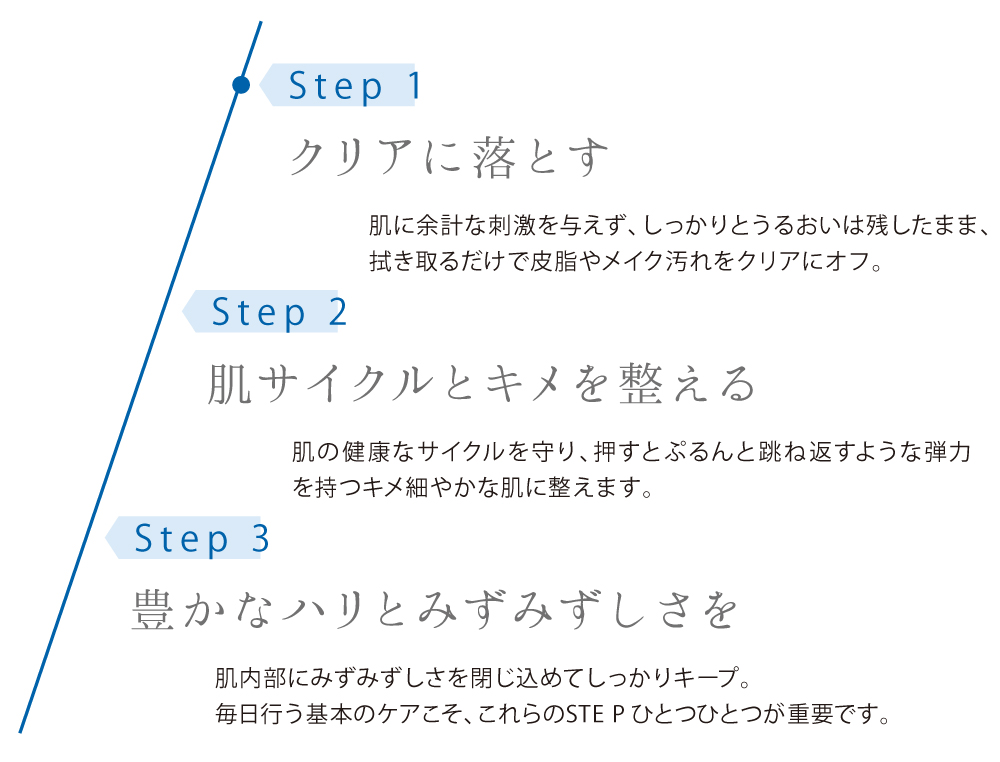 Step 1
クリアに落とす
肌に余計な刺激を与えず、しっかりとうるおいは残したまま、
拭き取るだけで皮脂やメイク汚れをクリアにオフ。
Step 2
肌サイクルとキメを整える
肌の健康なサイクルを守り、押すとぷるんと跳ね返すような弾力
を持つキメ細やかな肌に整えます。
Step 3
豊かなハリとみずみずしさを
肌内部にみずみずしさを閉じ込めてしっかりキープ。
毎日行う基本のケアこそ、これらのSTE P ひとつひとつが重要です。